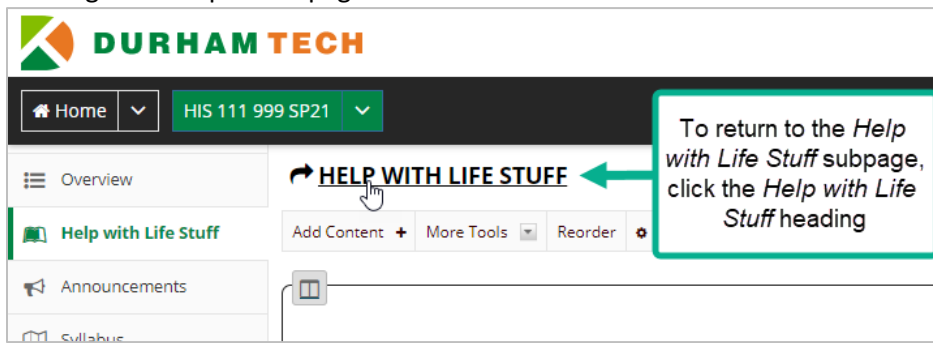 DURHAM TECH
Home
HIS 111 999 SP21
Overview
Help with Life Stuff
Announcements
Syllabus
HELP WITH LIFE STUFF
Add Content +
More Tools
Reorder
To return to the Help
with Life Stuff subpage,
click the Help with Life
Stuff heading